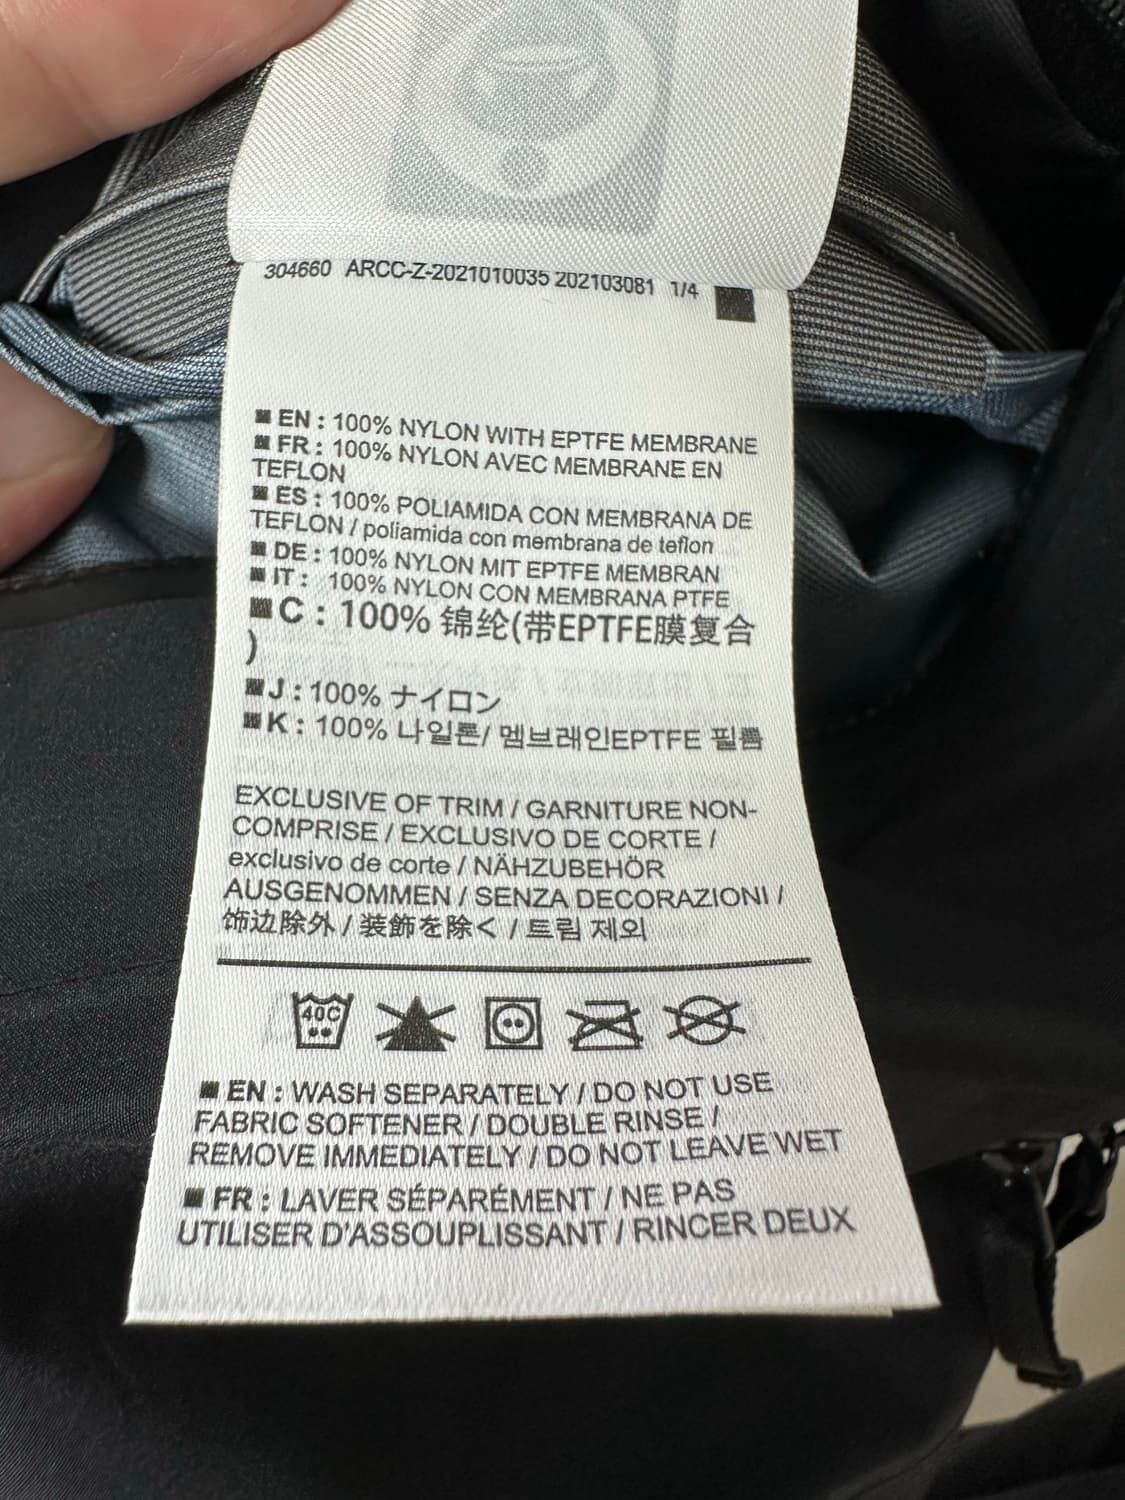 304660 ARCC-Z-2021010035 202103081 1/4
EN : 100% NYLON WITH EPTFE MEMBRANE
FR : 100% NYLON AVEC MEMBRANE EN
TEFLON
ES : 100% POLIAMIDA CON MEMBRANA DE
TEFLON / poliamida con membrana de teflon
DE : 100% NYLON MIT EPTFE MEMBRAN
IT : 100% NYLON CON MEMBRANA PTFE
C : 100% 锦纶(带EPTFE膜复合
)
J : 100% ナイロン
K : 100% 나일론/ 멤브래인EPTFE 필름
EXCLUSIVE OF TRIM / GARNITURE NON-
COMPRISE / EXCLUSIVO DE CORTE /
exclusivo de corte / NÄHZUBEHÖR
AUSGENOMMEN / SENZA DECORAZIONI /
饰边除外 / 装飾を除く / 트림 제외
40C
EN : WASH SEPARATELY / DO NOT USE
FABRIC SOFTENER / DOUBLE RINSE /
REMOVE IMMEDIATELY / DO NOT LEAVE WET
FR : LAVER SÉPARÉMENT / NE PAS
UTILISER D'ASSOUPLISSANT / RINCER DEUX